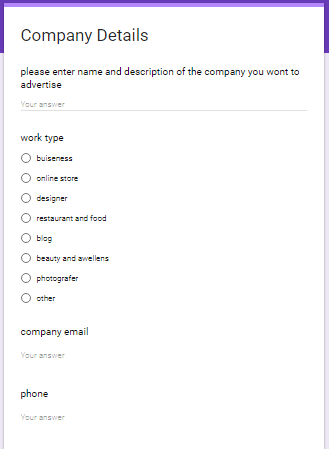 Company Details
please enter name and description of the company you wont to
advertise
Your answer
work type
buiseness
online store
designer
restaurant and food
blog
beauty and awellens
photografer
other
company email
Your answer
phone
Your answer